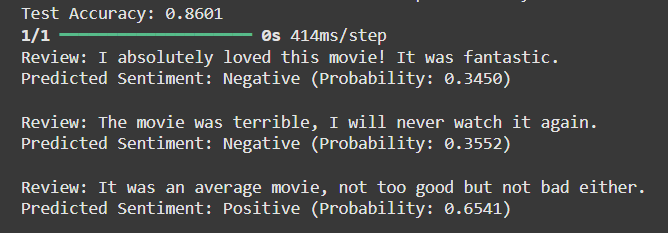 Test Accuracy: 0.8601
1/1 ━━━━━━━━━━━━━━━━━━━━ 0s 414ms/step
Review: I absolutely loved this movie! It was fantastic.
Predicted Sentiment: Negative (Probability: 0.3450)
Review: The movie was terrible, I will never watch it again.
Predicted Sentiment: Negative (Probability: 0.3552)
Review: It was an average movie, not too good but not bad either.
Predicted Sentiment: Positive (Probability: 0.6541)